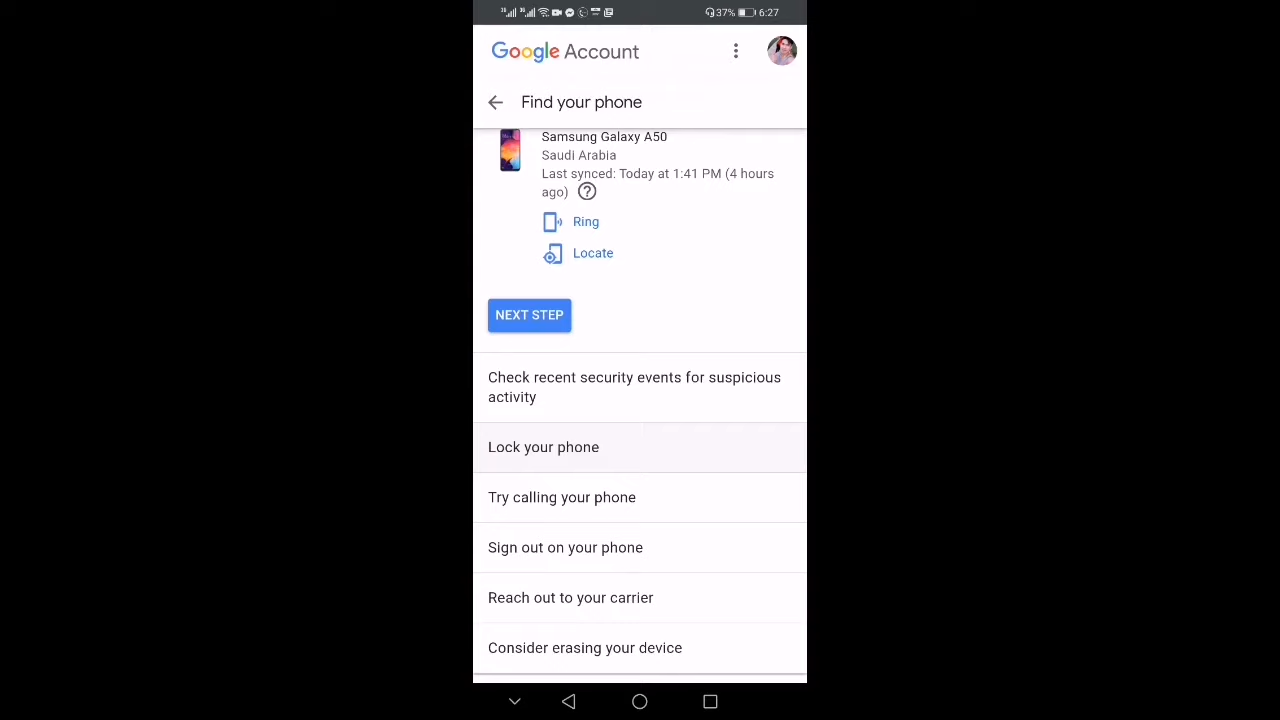 37% 6:27
Google Account
Find your phone
Samsung Galaxy A50
Saudi Arabia
Last synced: Today at 1:41 PM (4 hours
ago)
Ring
Locate
NEXT STEP
Check recent security events for suspicious
activity
Lock your phone
Try calling your phone
Sign out on your phone
Reach out to your carrier
Consider erasing your device